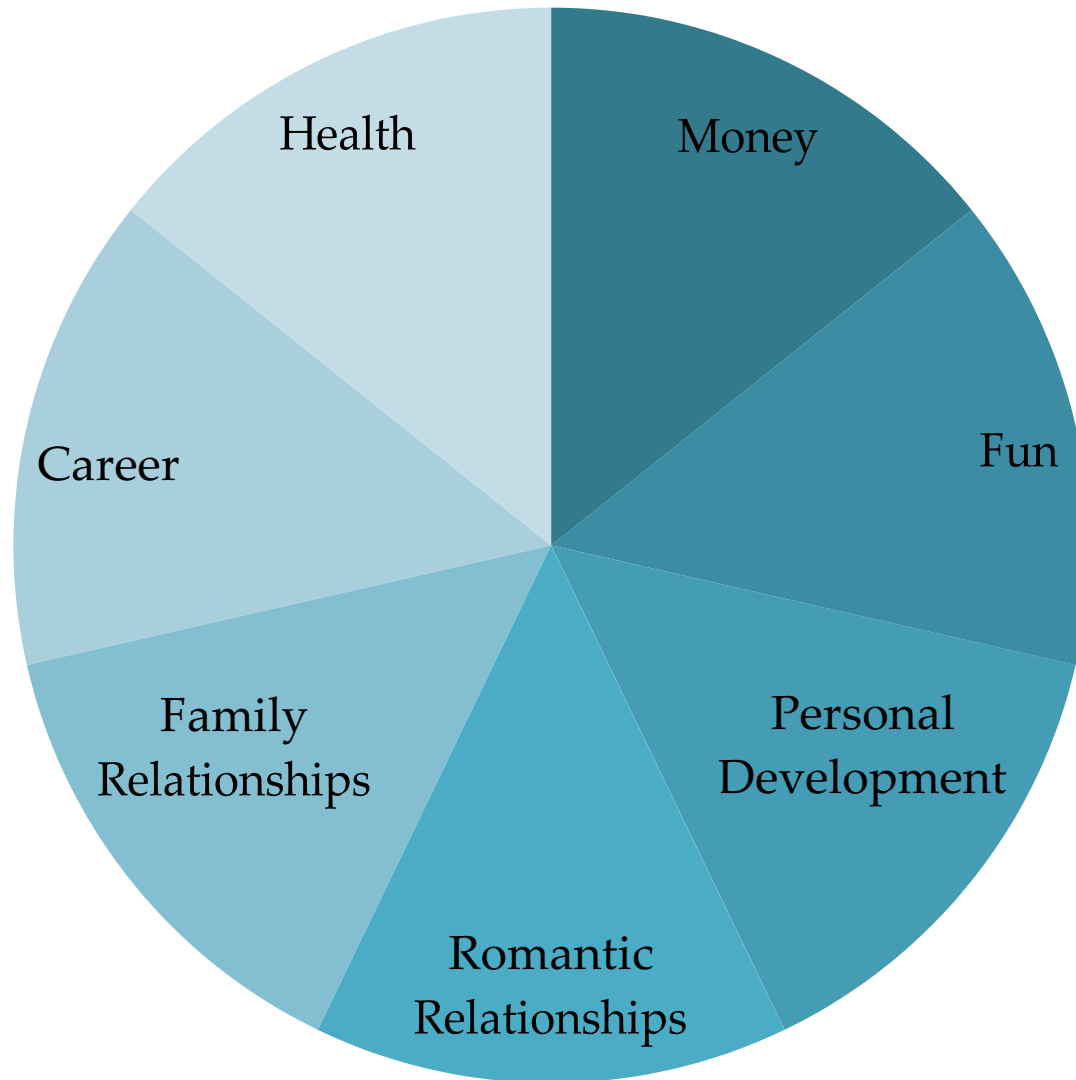 Health
Money
Career
Fun
Family
Relationships
Personal
Development
Romantic
Relationships